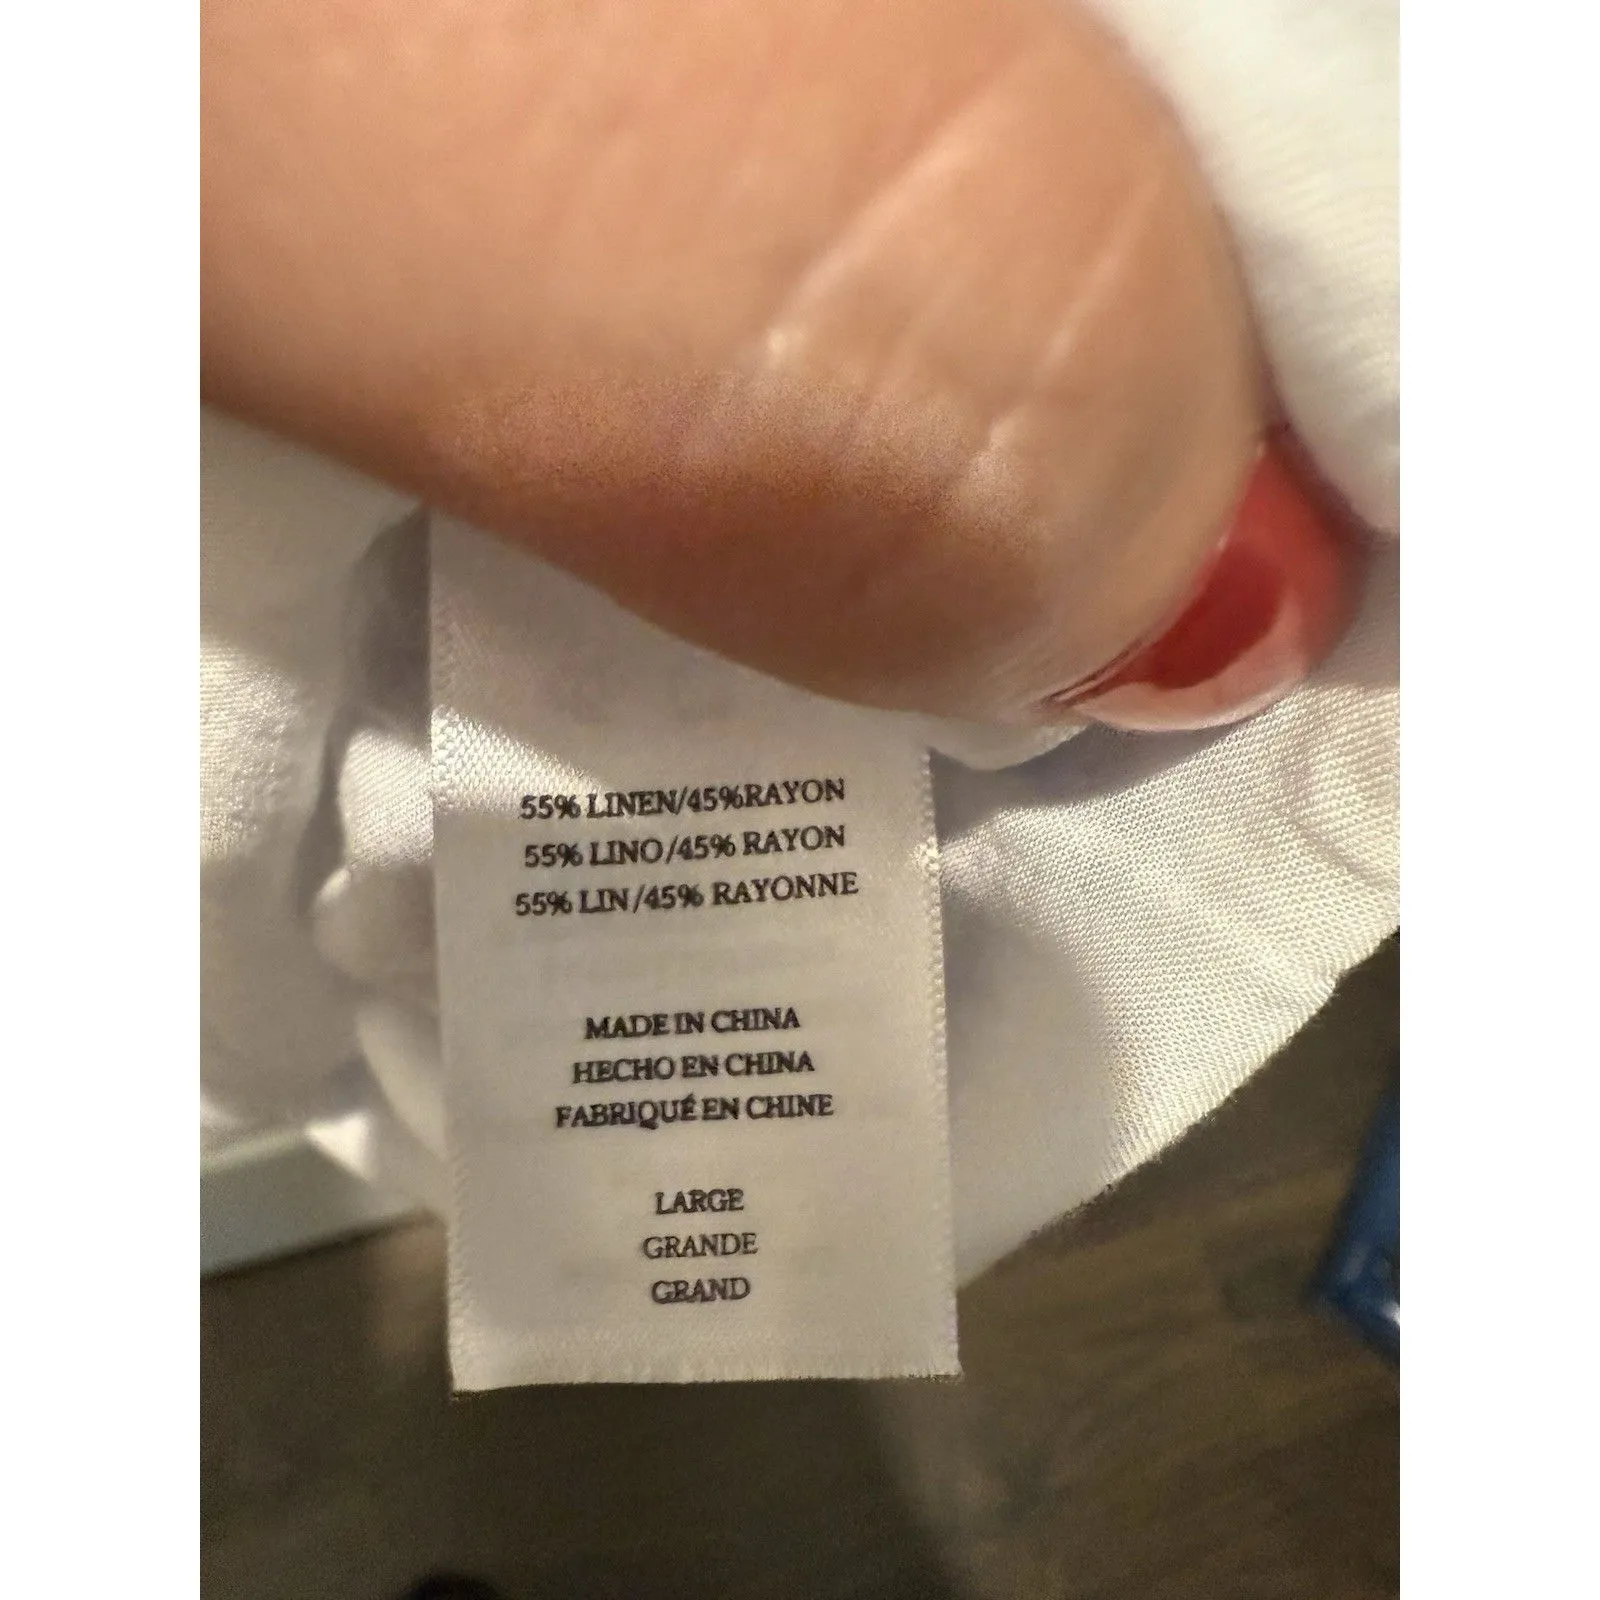 55% LINEN/45%RAYON
55% LINO/45% RAYON
55% LIN/45% RAYONNE
MADE IN CHINA
HECHO EN CHINA
FABRIQUÉ EN CHINE
LARGE
GRANDE
GRAND